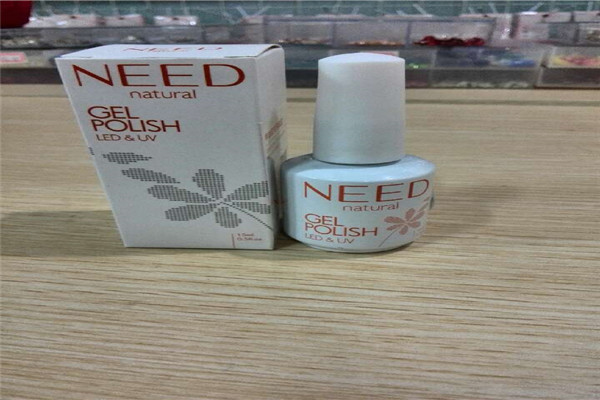 NEED
natural
GEL
POLISH
LED & UV
NEED
natural
GEL
POLISH
LED & UV